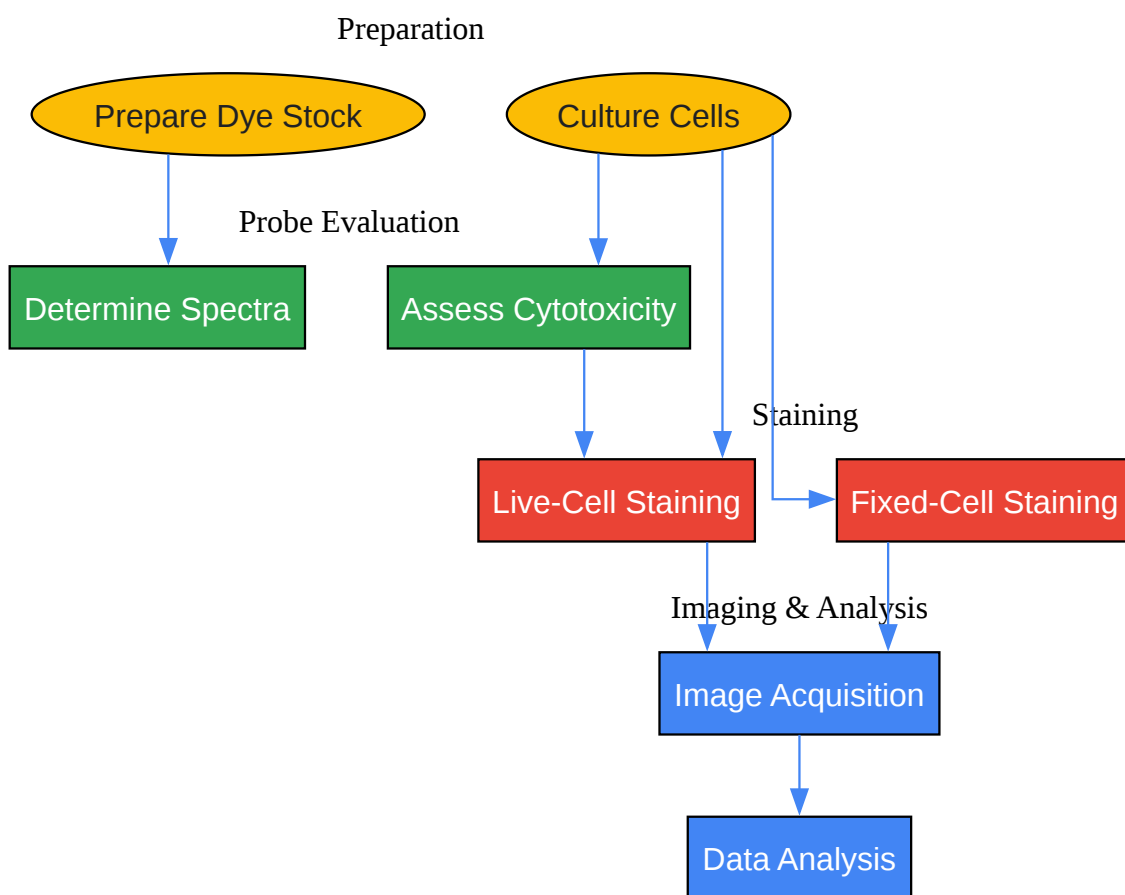 Preparation
Prepare Dye Stock
Culture Cells
Probe Evaluation
Determine Spectra
Assess Cytotoxicity
Staining
Live-Cell Staining
Fixed-Cell Staining
Imaging & Analysis
Image Acquisition
Data Analysis